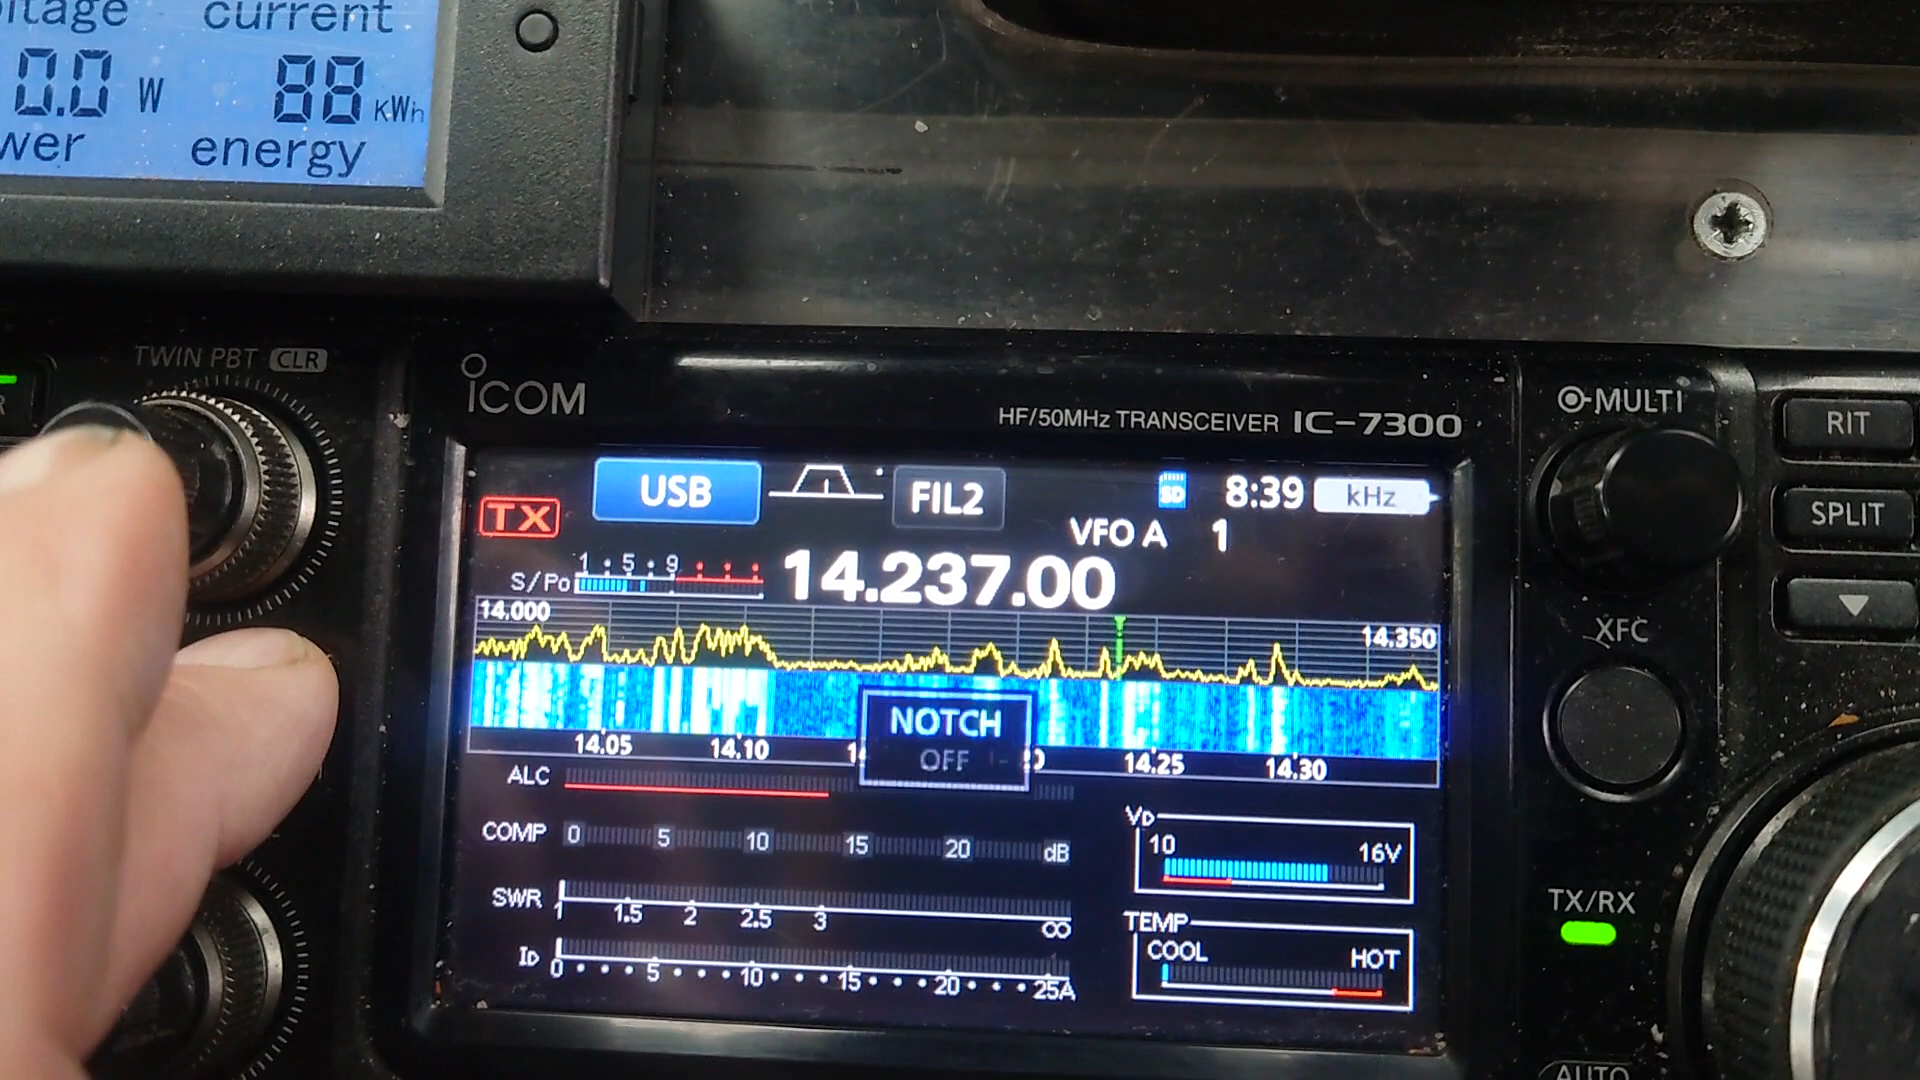 current
0.0 W 88 KWh
energy
TWIN PBT CLR
ICOM
HF/50MHz TRANSCEIVER IC-7300
MULTI
RIT
USB FIL2 SD 8:39 kHz
TX VFO A 1
SPLIT
S/Po 1 5 9 14.237.00
14.000 14.350
XFC
NOTCH
OFF
14.05 14.10 14.25 14.30
ALC
COMP 0 5 10 15 20 dB
SWR 1 1.5 2 2.5 3 ∞
ID 0 5 10 15 20 25A
VD
10 16V
TEMP
COOL HOT
TX/RX
AUTO